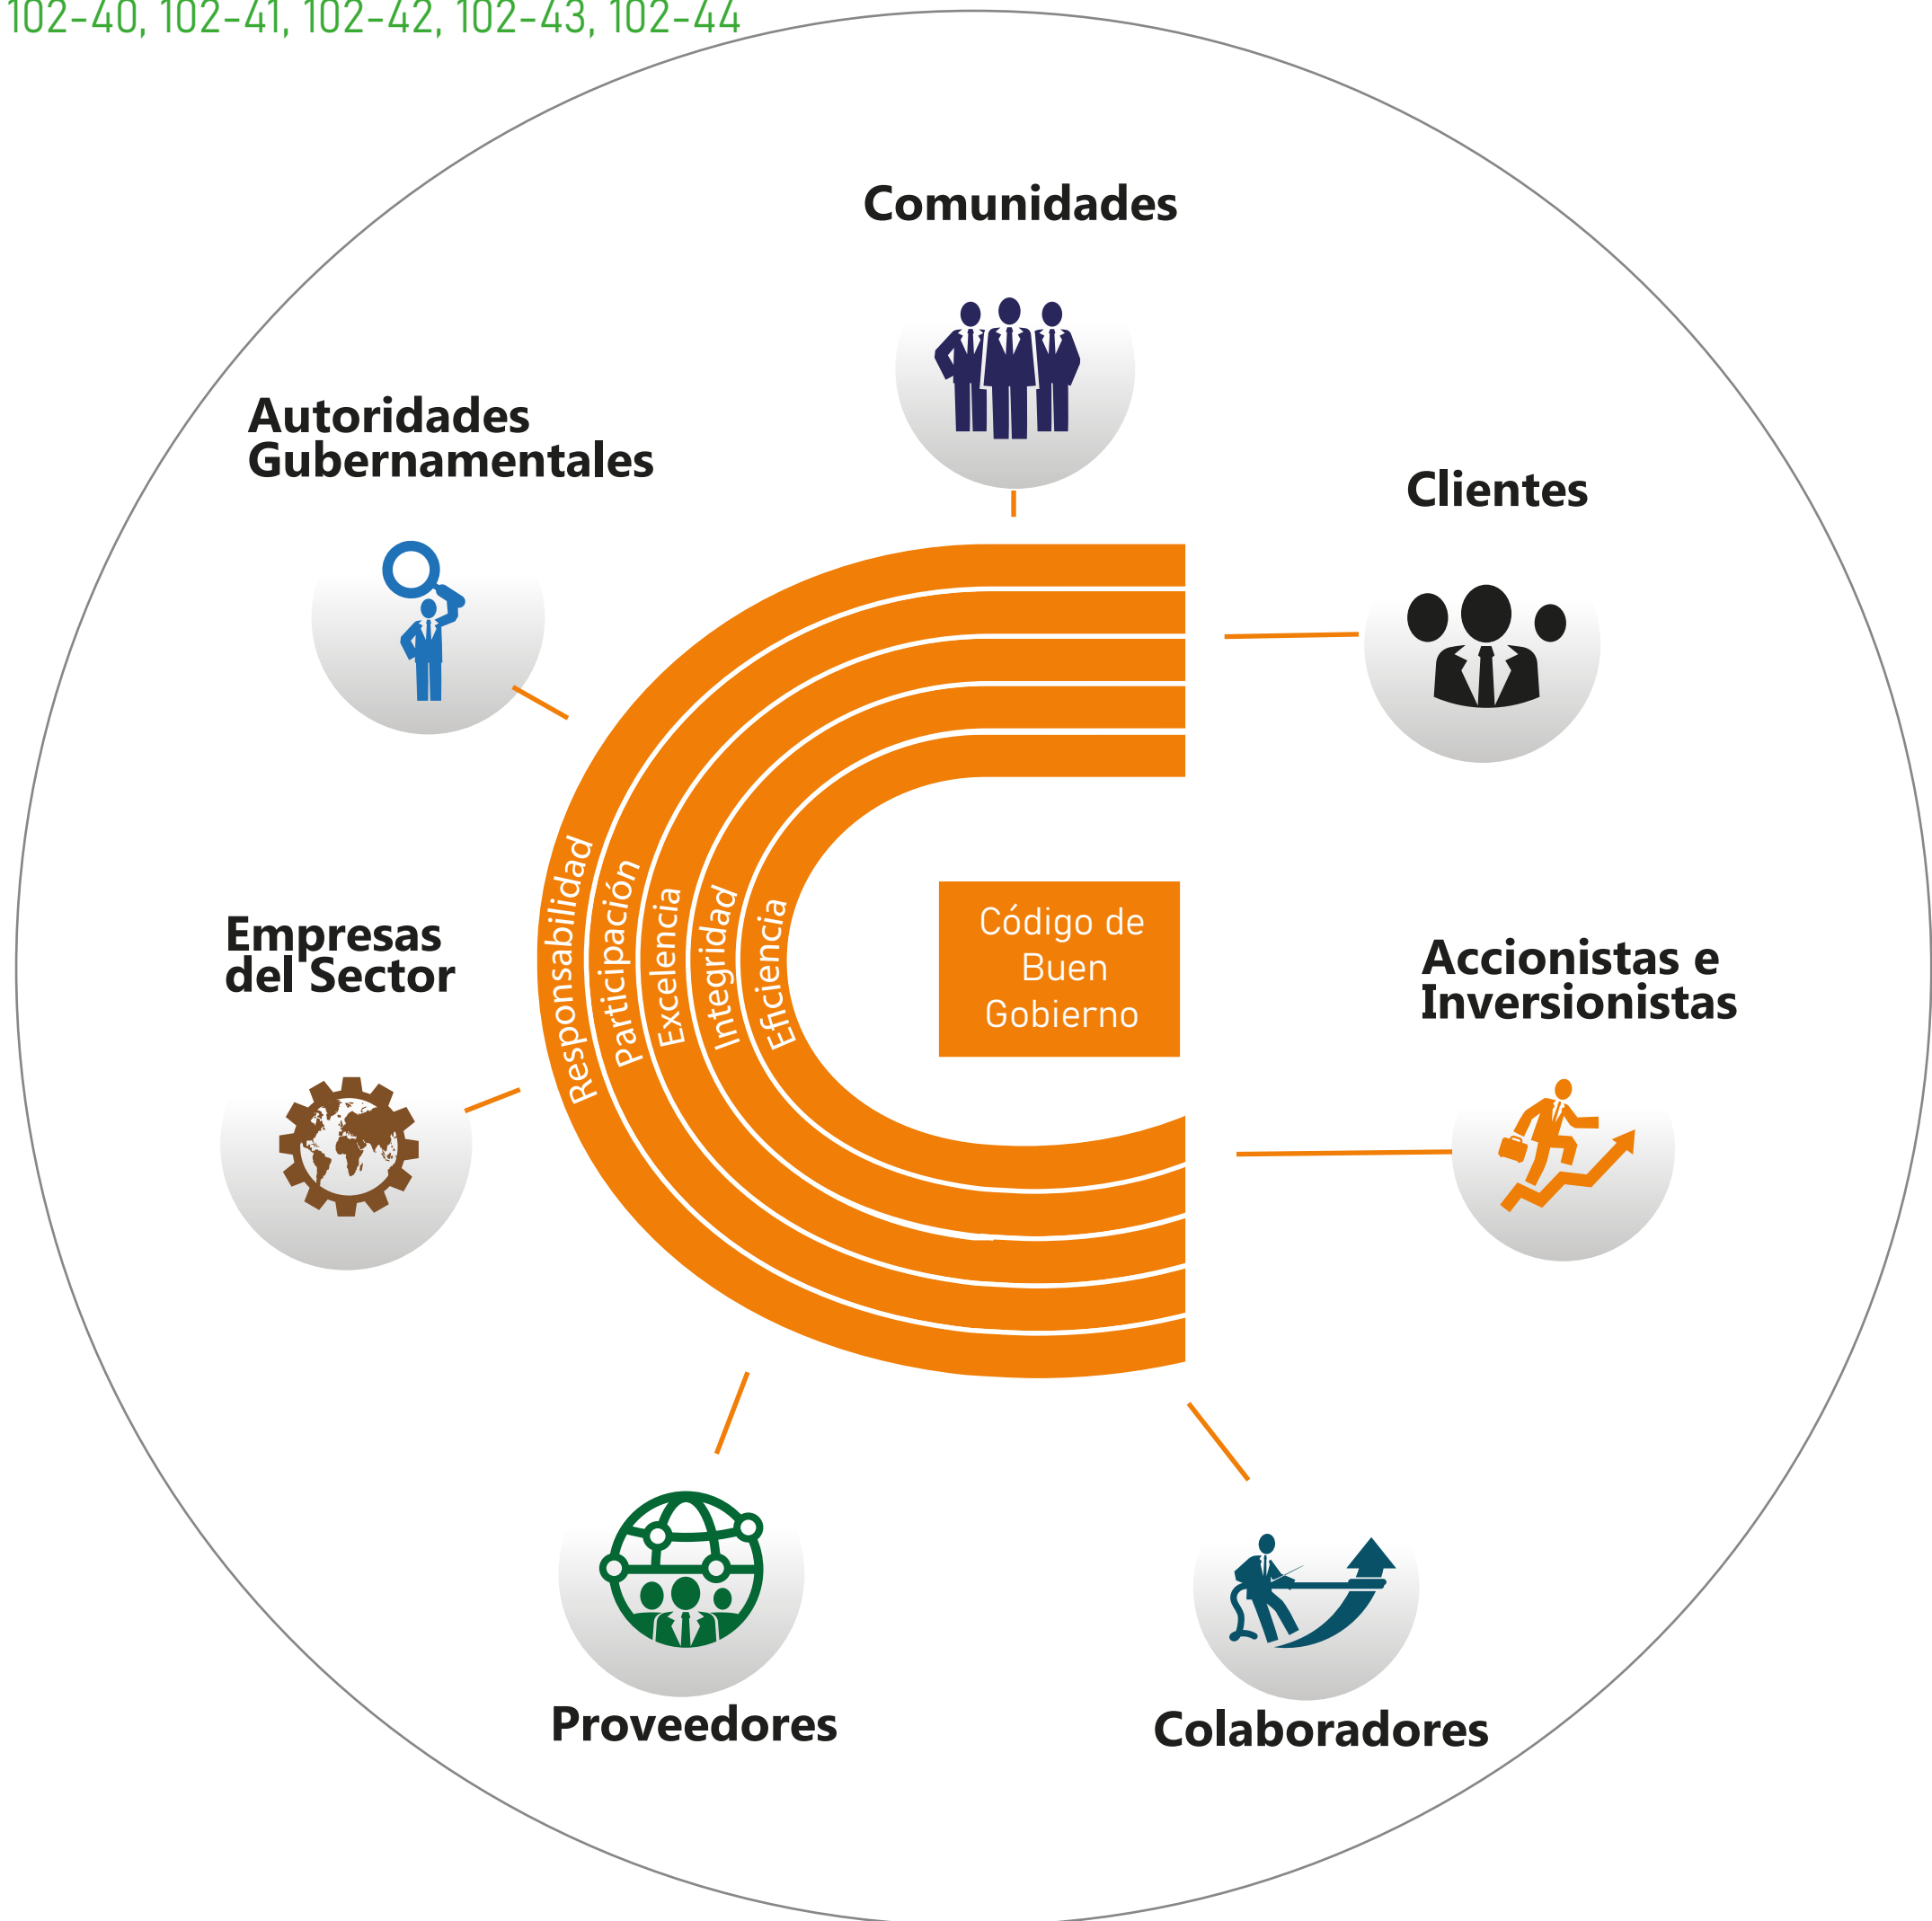 102-40, 102-41, 102-42, 102-43, 102-44
Comunidades
Autoridades
Gubernamentales
Clientes
Responsabilidad
Participación
Excelencia
Integridad
Eficiencia
Código de
Buen
Gobierno
Empresas
del Sector
Accionistas e
Inversionistas
Proveedores
Colaboradores